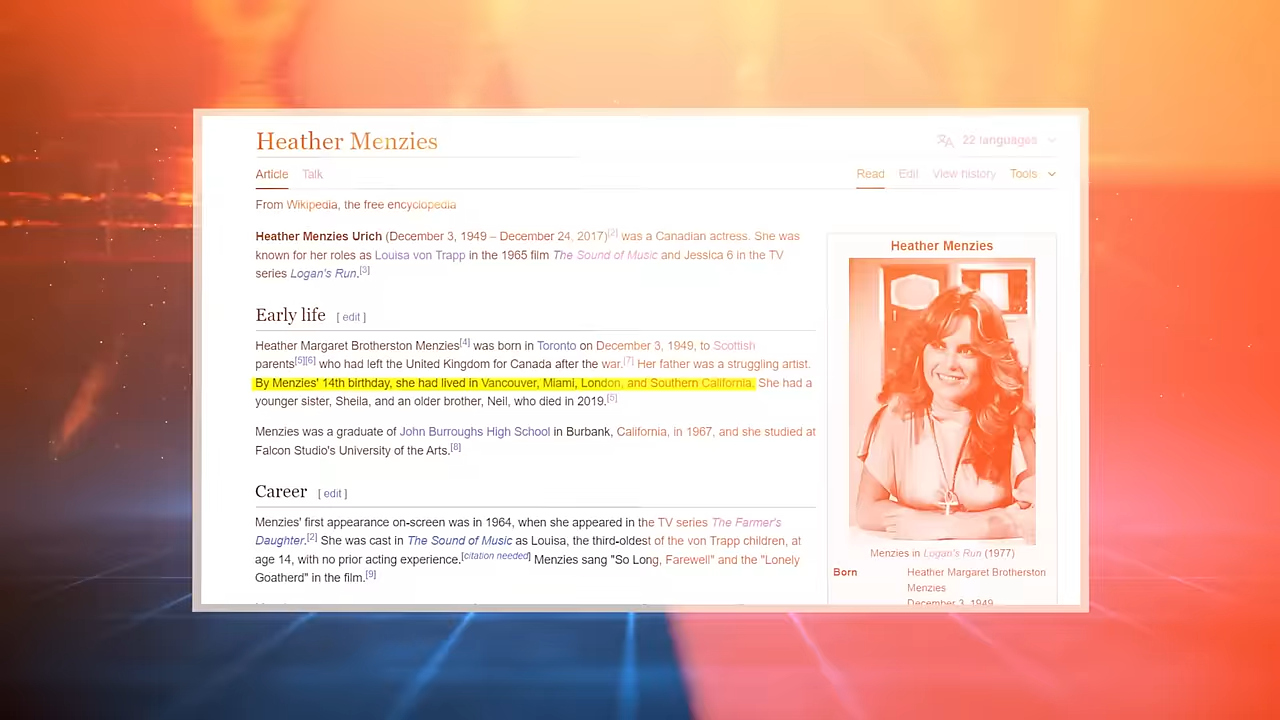 Heather Menzies
22 languages
Article Talk
Read Edit View history Tools
From Wikipedia, the free encyclopedia
Heather Menzies Urich (December 3, 1949 – December 24, 2017)[2] was a Canadian actress. She was
known for her roles as Louisa von Trapp in the 1965 film The Sound of Music and Jessica 6 in the TV
series Logan's Run.[3]
Early life [ edit ]
Heather Margaret Brotherston Menzies[4] was born in Toronto on December 3, 1949, to Scottish
parents[5][6] who had left the United Kingdom for Canada after the war.[7] Her father was a struggling artist.
By Menzies' 14th birthday, she had lived in Vancouver, Miami, London, and Southern California. She had a
younger sister, Sheila, and an older brother, Neil, who died in 2019.[5]
Menzies was a graduate of John Burroughs High School in Burbank, California, in 1967, and she studied at
Falcon Studio's University of the Arts.[8]
Career [ edit ]
Menzies' first appearance on-screen was in 1964, when she appeared in the TV series The Farmer's
Daughter.[2] She was cast in The Sound of Music as Louisa, the third-oldest of the von Trapp children, at
age 14, with no prior acting experience.[citation needed] Menzies sang "So Long, Farewell" and the "Lonely
Goatherd" in the film.[9]
Heather Menzies
Menzies in Logan's Run (1977)
Born Heather Margaret Brotherston
Menzies
December 3, 1949